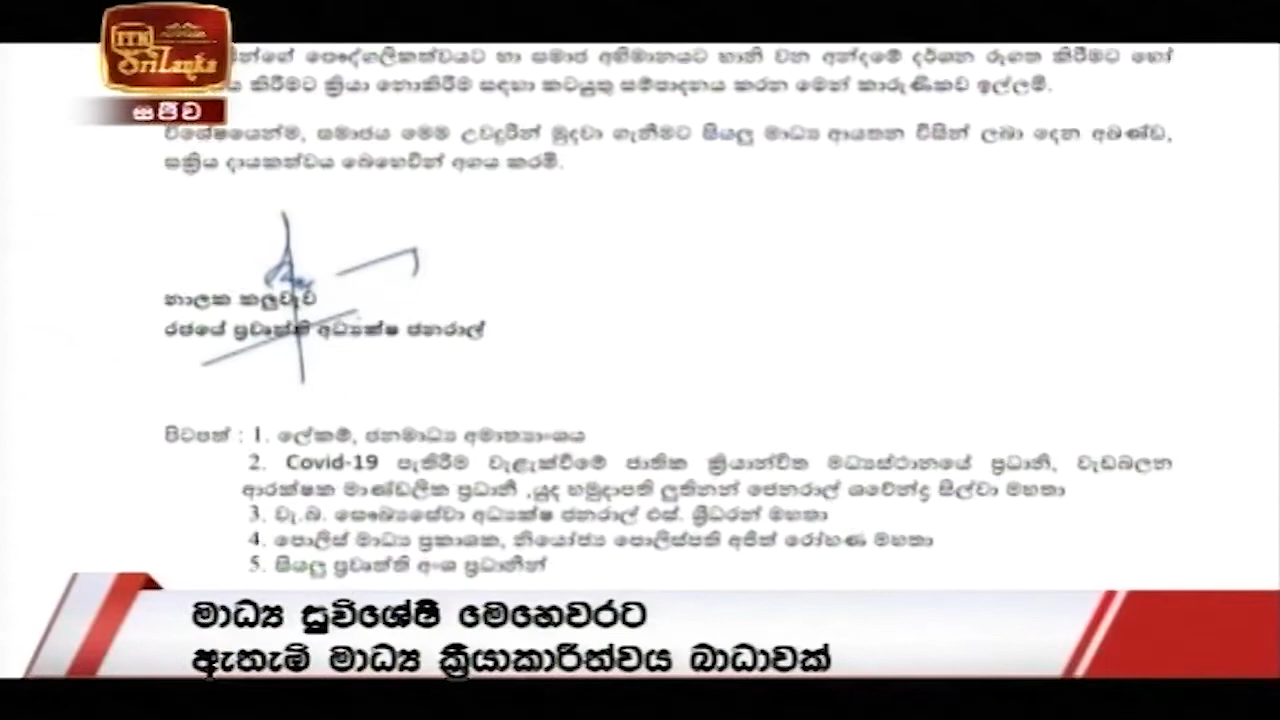 ITN
Sri Lanka
සජීව
න්ගේ පෞද්ගලිකත්වයට හා සමාජ අභිමානයට හානි වන අන්දමේ දර්ශන රූගත කිරීමට හෝ
ය කිරීමට ක්‍රියා නොකිරීම සඳහා කටයුතු සම්පාදනය කරන මෙන් කාරුණිකව ඉල්ලමි.
විශේෂයෙන්ම, සමාජය මෙම උවදුරින් මුදවා ගැනීමට සියලු මාධ්‍ය ආයතන විසින් ලබා දෙන අඛණ්ඩ,
සක්‍රිය දායකත්වය බෙහෙවින් අගය කරමි.
නාලක කලුවැව
රජයේ ප්‍රවෘත්ති අධ්‍යක්ෂ ජනරාල්
පිටපත් : 1. ලේකම්, ජනමාධ්‍ය අමාත්‍යාංශය
2. Covid-19 පැතිරීම වැළැක්වීමේ ජාතික ක්‍රියාන්විත මධ්‍යස්ථානයේ ප්‍රධානි, වැඩබලන
ආරක්ෂක මාණ්ඩලික ප්‍රධානී ,යුද හමුදාපති ලුතිනන් ජෙනරාල් ශවේන්ද්‍ර සිල්වා මහතා
3. වැ.බ. සෞඛ්‍යසේවා අධ්‍යක්ෂ ජනරාල් එස්. ශ්‍රීධරන් මහතා
4. පොලිස් මාධ්‍ය ප්‍රකාශක, නියෝජ්‍ය පොලිස්පති අජිත් රෝහණ මහතා
5. සියලු ප්‍රවෘත්ති අංශ ප්‍රධානීන්
මාධ්‍ය සුවිශේෂී මෙහෙවරට
ඇතැම් මාධ්‍ය ක්‍රියාකාරිත්වය බාධාවක්